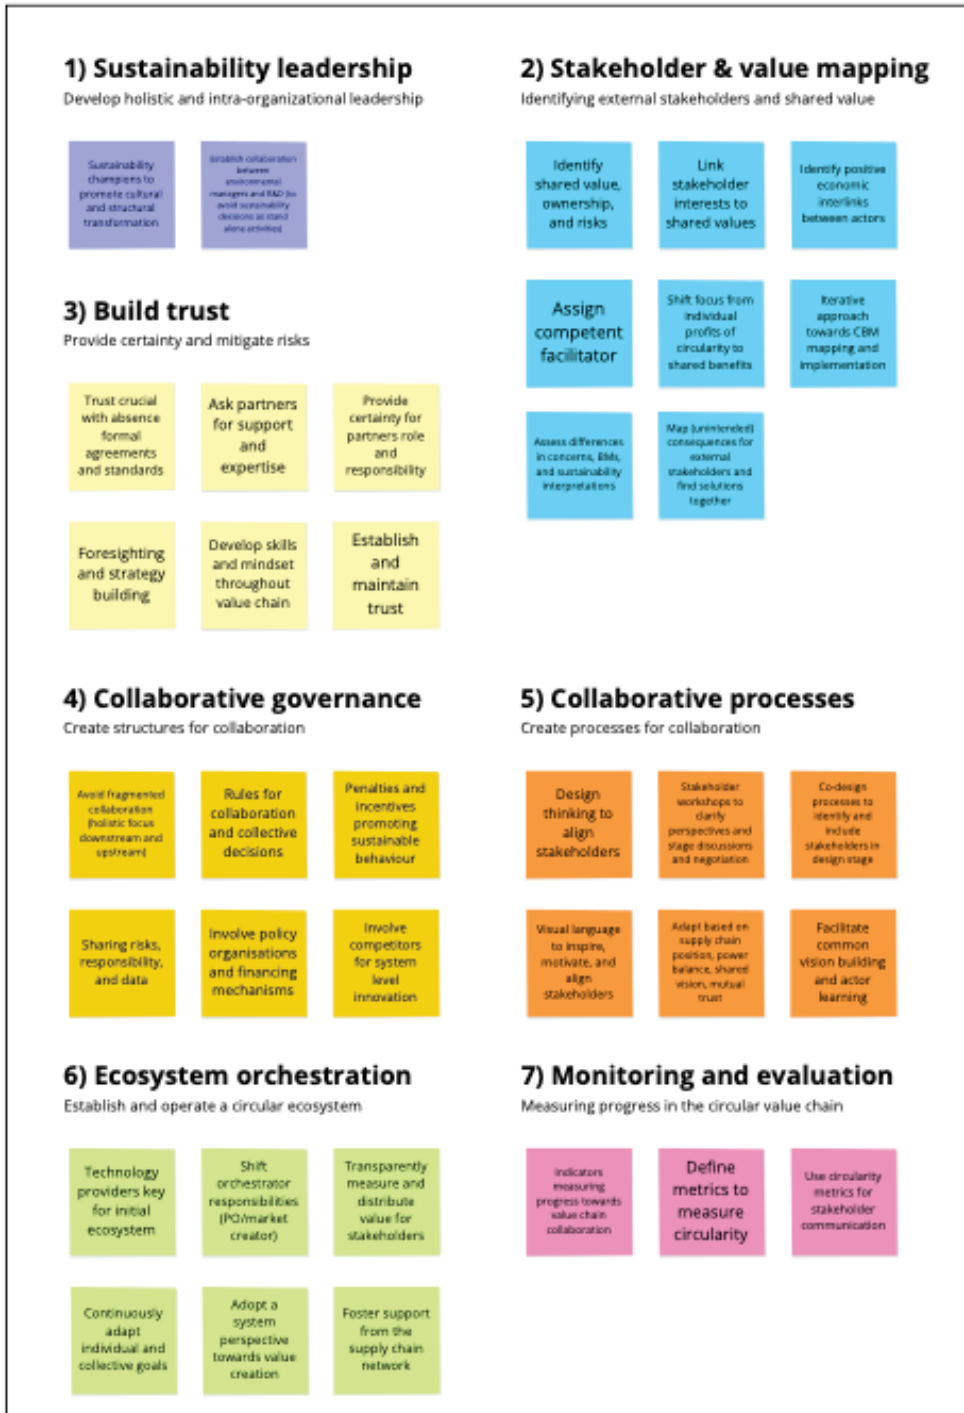 1) Sustainability leadership
Develop holistic and intra-organizational leadership
Sustainability
champions to
promote cultural
and structural
transformation
Establish collaboration
between
environmental
managers and R&D (to
avoid sustainability
decisions as stand
alone activities)
2) Stakeholder & value mapping
Identifying external stakeholders and shared value
Identify
shared value,
ownership,
and risks
Link
stakeholder
interests to
shared values
Identify positive
economic
interlinks
between actors
Assign
competent
facilitator
Shift focus from
individual
profits of
circularity to
shared benefits
Iterative
approach
towards CBM
mapping and
implementation
Assess differences
in concerns, BMs,
and sustainability
interpretations
Map (unintended)
consequences for
external
stakeholders and
find solutions
together
3) Build trust
Provide certainty and mitigate risks
Trust crucial
with absence
formal
agreements
and standards
Ask partners
for support
and
expertise
Provide
certainty for
partners role
and
responsibility
Foresighting
and strategy
building
Develop skills
and mindset
throughout
value chain
Establish
and
maintain
trust
4) Collaborative governance
Create structures for collaboration
Avoid fragmented
collaboration
(holistic focus
downstream and
upstream)
Rules for
collaboration
and collective
decisions
Penalties and
incentives
promoting
sustainable
behaviour
Sharing risks,
responsibility,
and data
Involve policy
organisations
and financing
mechanisms
Involve
competitors
for system
level
innovation
5) Collaborative processes
Create processes for collaboration
Design
thinking to
align
stakeholders
Stakeholder
workshops to
clarify
perspectives and
stage discussions
and negotiation
Co-design
processes to
identify and
include
stakeholders in
design stage
Visual language
to inspire,
motivate, and
align
stakeholders
Adapt based on
supply chain
position, power
balance, shared
vision, mutual
trust
Facilitate
common
vision building
and actor
learning
6) Ecosystem orchestration
Establish and operate a circular ecosystem
Technology
providers key
for initial
ecosystem
Shift
orchestrator
responsibilities
(PO/market
creator)
Transparently
measure and
distribute
value for
stakeholders
Continuously
adapt
individual and
collective goals
Adopt a
system
perspective
towards value
creation
Foster support
from the
supply chain
network
7) Monitoring and evaluation
Measuring progress in the circular value chain
Indicators
measuring
progress towards
value chain
collaboration
Define
metrics to
measure
circularity
Use circularity
metrics for
stakeholder
communication